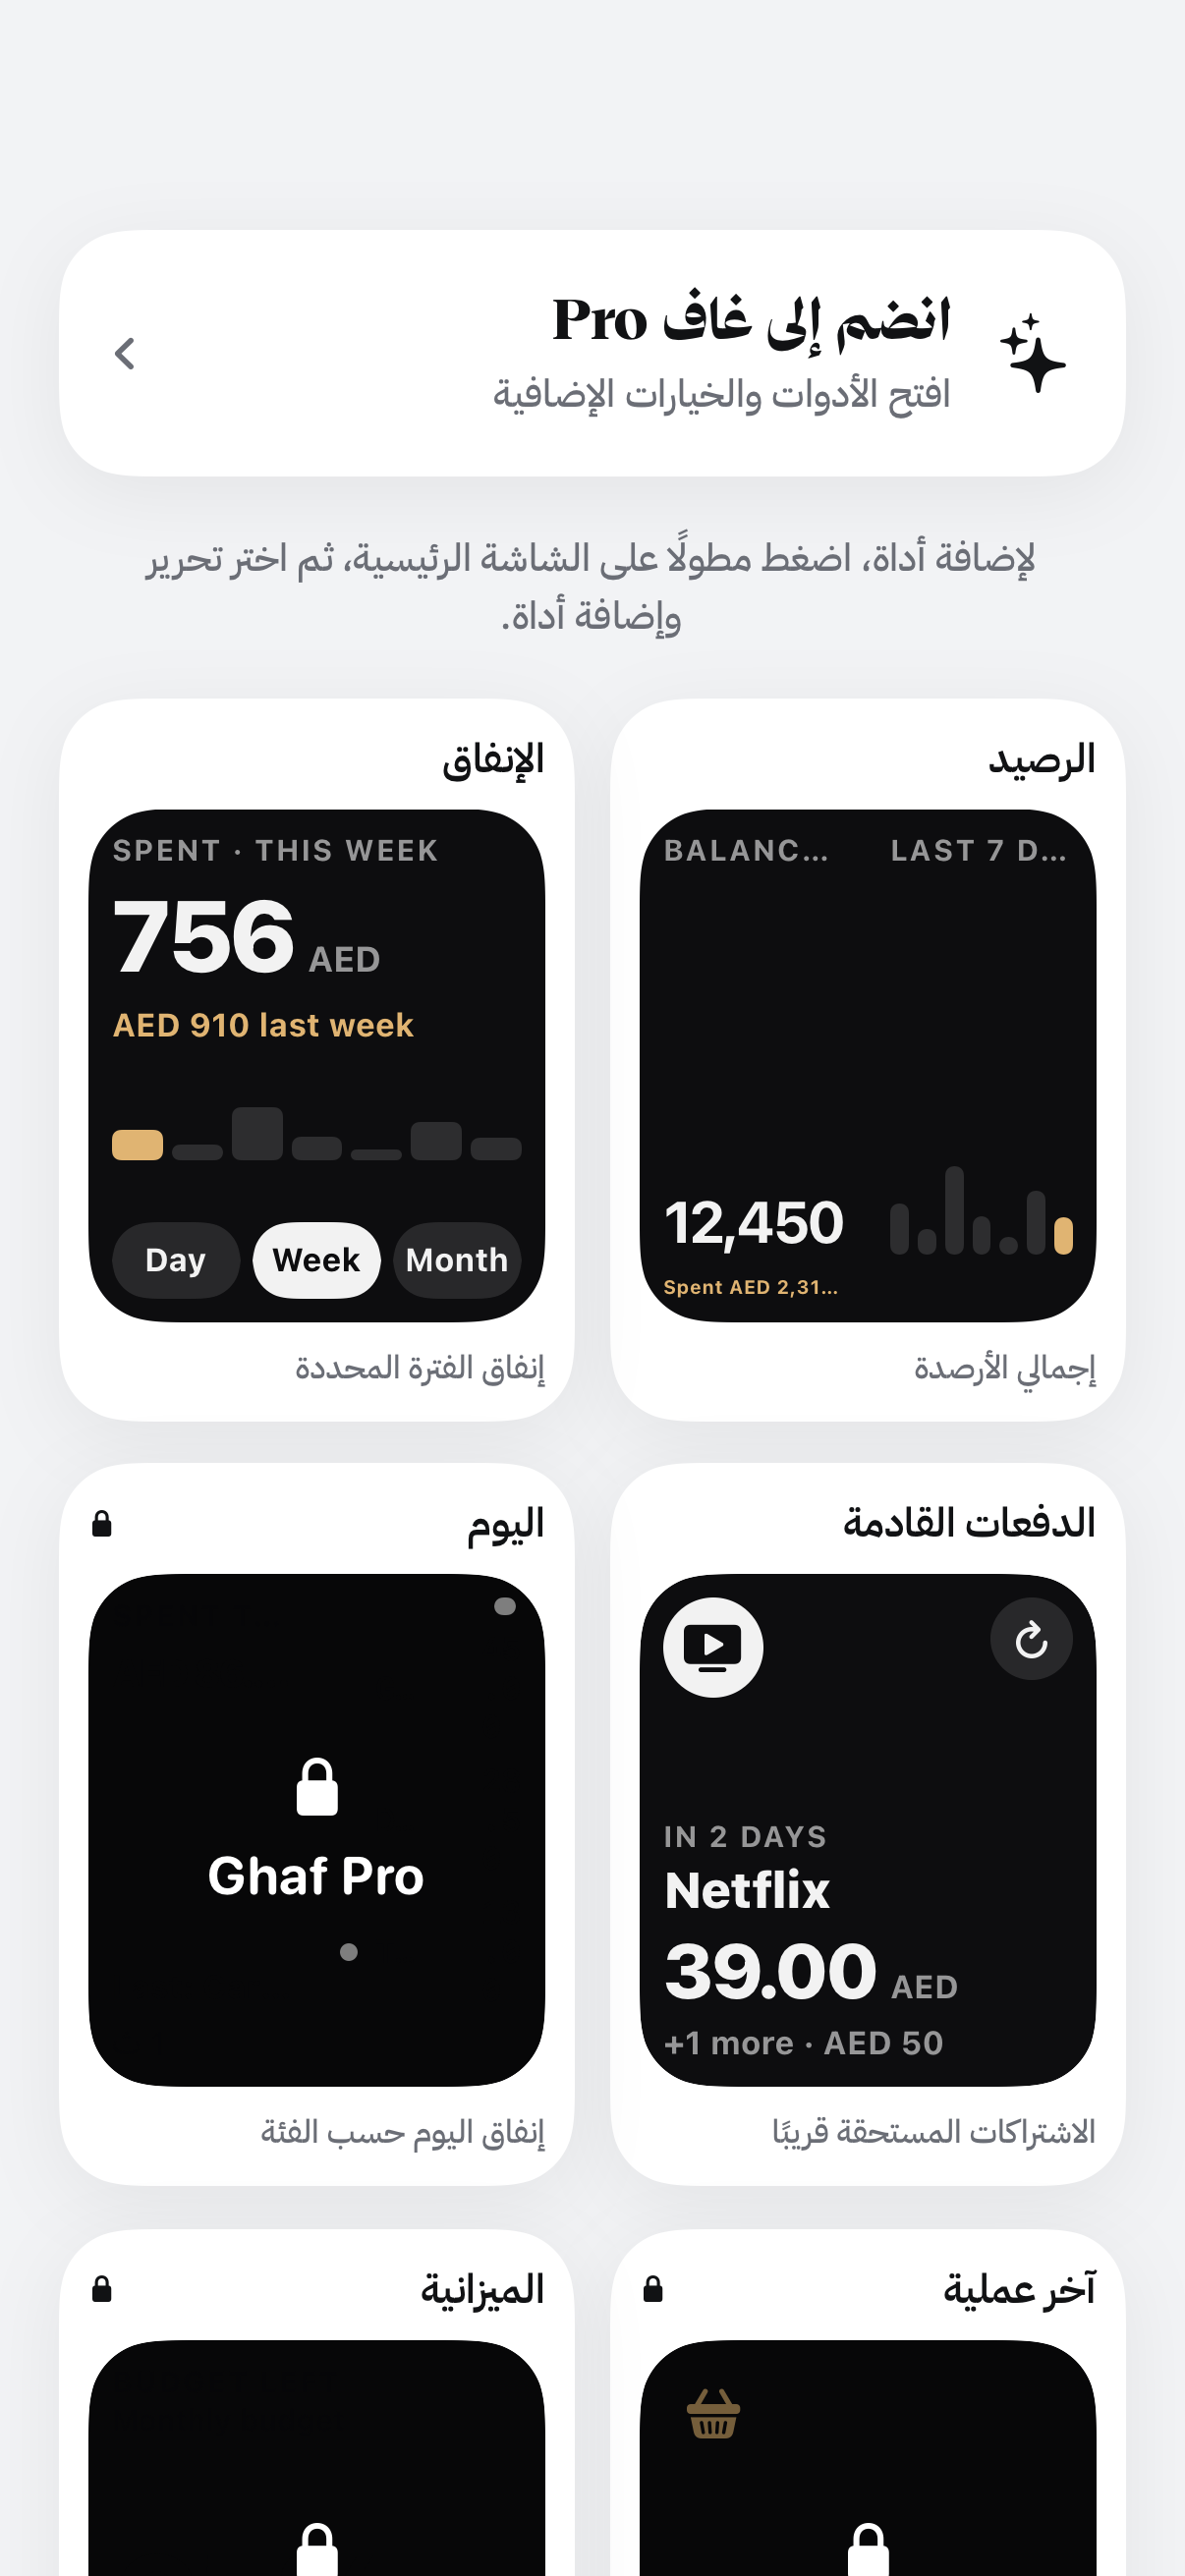 انضم إلى غاف Pro
افتح الأدوات والخيارات الإضافية
لإضافة أداة، اضغط مطولًا على الشاشة الرئيسية، ثم اختر تحرير
وإضافة أداة.
الرصيد
BALANC... LAST 7 D...
12,450
Spent AED 2,31...
إجمالي الأرصدة
الإنفاق
SPENT · THIS WEEK
756 AED
AED 910 last week
Day Week Month
إنفاق الفترة المحددة
الدفعات القادمة
IN 2 DAYS
Netflix
39.00 AED
+1 more · AED 50
الاشتراكات المستحقة قريبًا
اليوم
Ghaf Pro
إنفاق اليوم حسب الفئة
آخر عملية
الميزانية